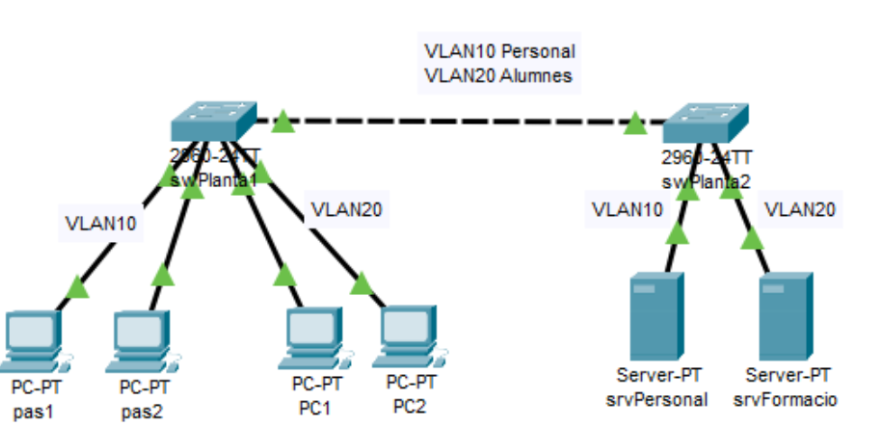 VLAN10 Personal
VLAN20 Alumnes
2960-24TT
swPlanta1
2960-24TT
swPlanta2
VLAN10
VLAN20
VLAN10
VLAN20
PC-PT
pas1
PC-PT
pas2
PC-PT
PC1
PC-PT
PC2
Server-PT
srvPersonal
Server-PT
srvFormacio